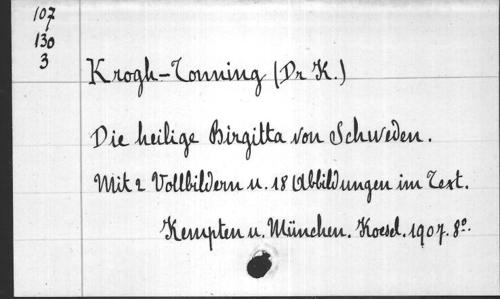 107
130
3
Krogh-Tonning (Dr K.)
Die heilige Birgitta von Schweden.
Mit 2 Vollbildern u. 18 Abbildungen im Text.
Kempten u. München. Koesel. 1907. 8°.